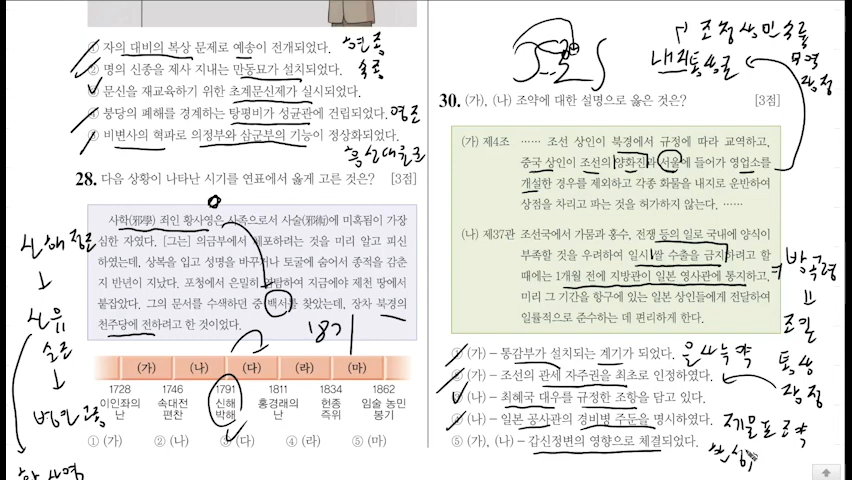 ① 자의 대비의 복상 문제로 예송이 전개되었다. 현종
② 명의 신종을 제사 지내는 만동묘가 설치되었다. 숙종
③ 문신을 재교육하기 위한 초계문신제가 실시되었다.
④ 붕당의 폐해를 경계하는 탕평비가 성균관에 건립되었다. 영조
⑤ 비변사의 혁파로 의정부와 삼군부의 기능이 정상화되었다.
흥선대원군
28. 다음 상황이 나타난 시기를 연표에서 옳게 고른 것은? [3점]
사학(邪學) 죄인 황사영은 사족으로서 사술(邪術)에 미혹됨이 가장
심한 자였다. [그는] 의금부에서 체포하려는 것을 미리 알고 피신
하였는데, 상복을 입고 성명을 바꾸거나 토굴에 숨어서 종적을 감춘
지 반년이 지났다. 포청에서 은밀히 염탐하여 지금에야 제천 땅에서
붙잡았다. 그의 문서를 수색하던 중 백서를 찾았는데, 장차 북경의
천주당에 전하려고 한 것이었다.
신해
신유
(가) (나) (다) (라) (마)
1728 1746 1791 1811 1834 1862
이인좌의 속대전 신해 홍경래의 헌종 임술 농민
난 편찬 박해 난 즉위 봉기
① (가) ② (나) ③ (다) ④ (라) ⑤ (마)
조청상민수륙
무역
장정
내지통상권
30. (가), (나) 조약에 대한 설명으로 옳은 것은? [3점]
(가) 제4조 …… 조선 상인이 북경에서 규정에 따라 교역하고,
중국 상인이 조선의 양화진과 서울에 들어가 영업소를
개설한 경우를 제외하고 각종 화물을 내지로 운반하여
상점을 차리고 파는 것을 허가하지 않는다. ……
(나) 제37관 조선국에서 가뭄과 홍수, 전쟁 등의 일로 국내에 양식이
부족할 것을 우려하여 일시 쌀 수출을 금지하려고 할
때에는 1개월 전에 지방관이 일본 영사관에 통지하고,
미리 그 기간을 항구에 있는 일본 상인들에게 전달하여
일률적으로 준수하는 데 편리하게 한다.
방곡령
조일
통상
장정
① (가) - 통감부가 설치되는 계기가 되었다. 을사늑약
② (가) - 조선의 관세 자주권을 최초로 인정하였다.
③ (나) - 최혜국 대우를 규정한 조항을 담고 있다.
④ (나) - 일본 공사관의 경비병 주둔을 명시하였다. 제물포조약
⑤ (가), (나) - 갑신정변의 영향으로 체결되었다.